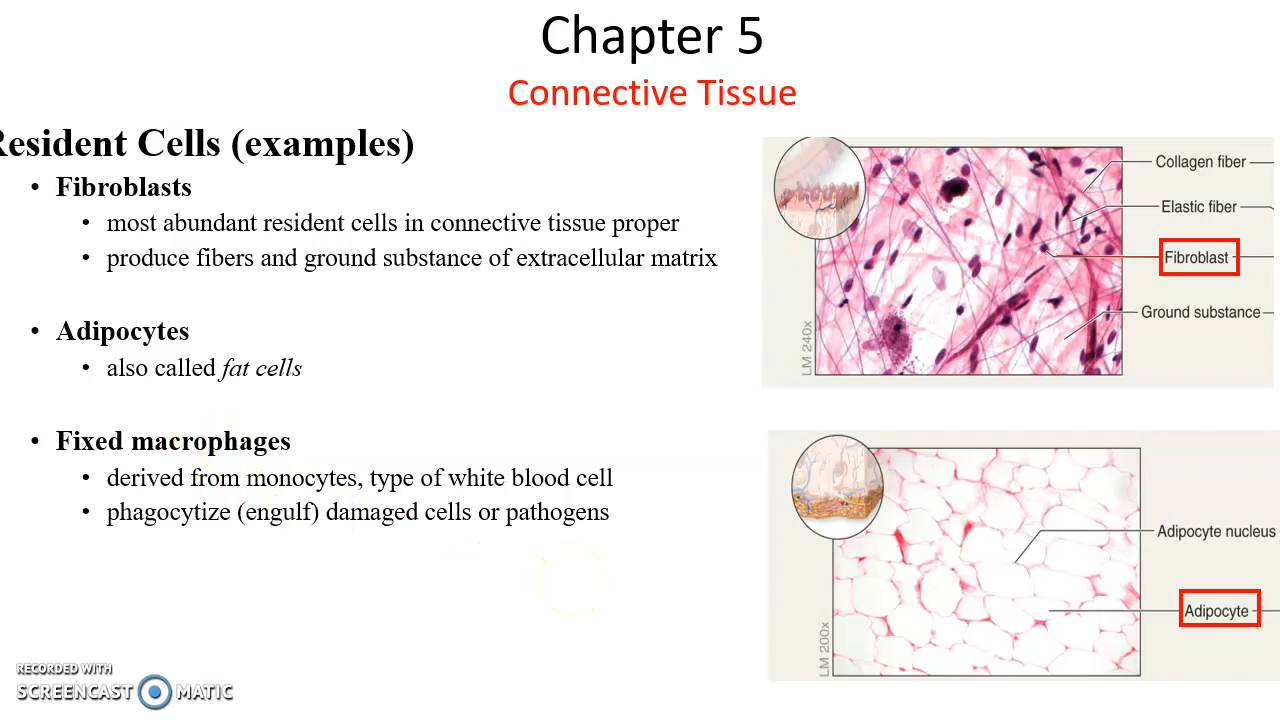 Chapter 5
Connective Tissue
Resident Cells (examples)
• Fibroblasts
• most abundant resident cells in connective tissue proper
• produce fibers and ground substance of extracellular matrix
• Adipocytes
• also called fat cells
• Fixed macrophages
• derived from monocytes, type of white blood cell
• phagocytize (engulf) damaged cells or pathogens
Collagen fiber
Elastic fiber
Fibroblast
Ground substance
LM 240x
Adipocyte nucleus
Adipocyte
LM 200x
RECORDED WITH
SCREENCAST MATIC